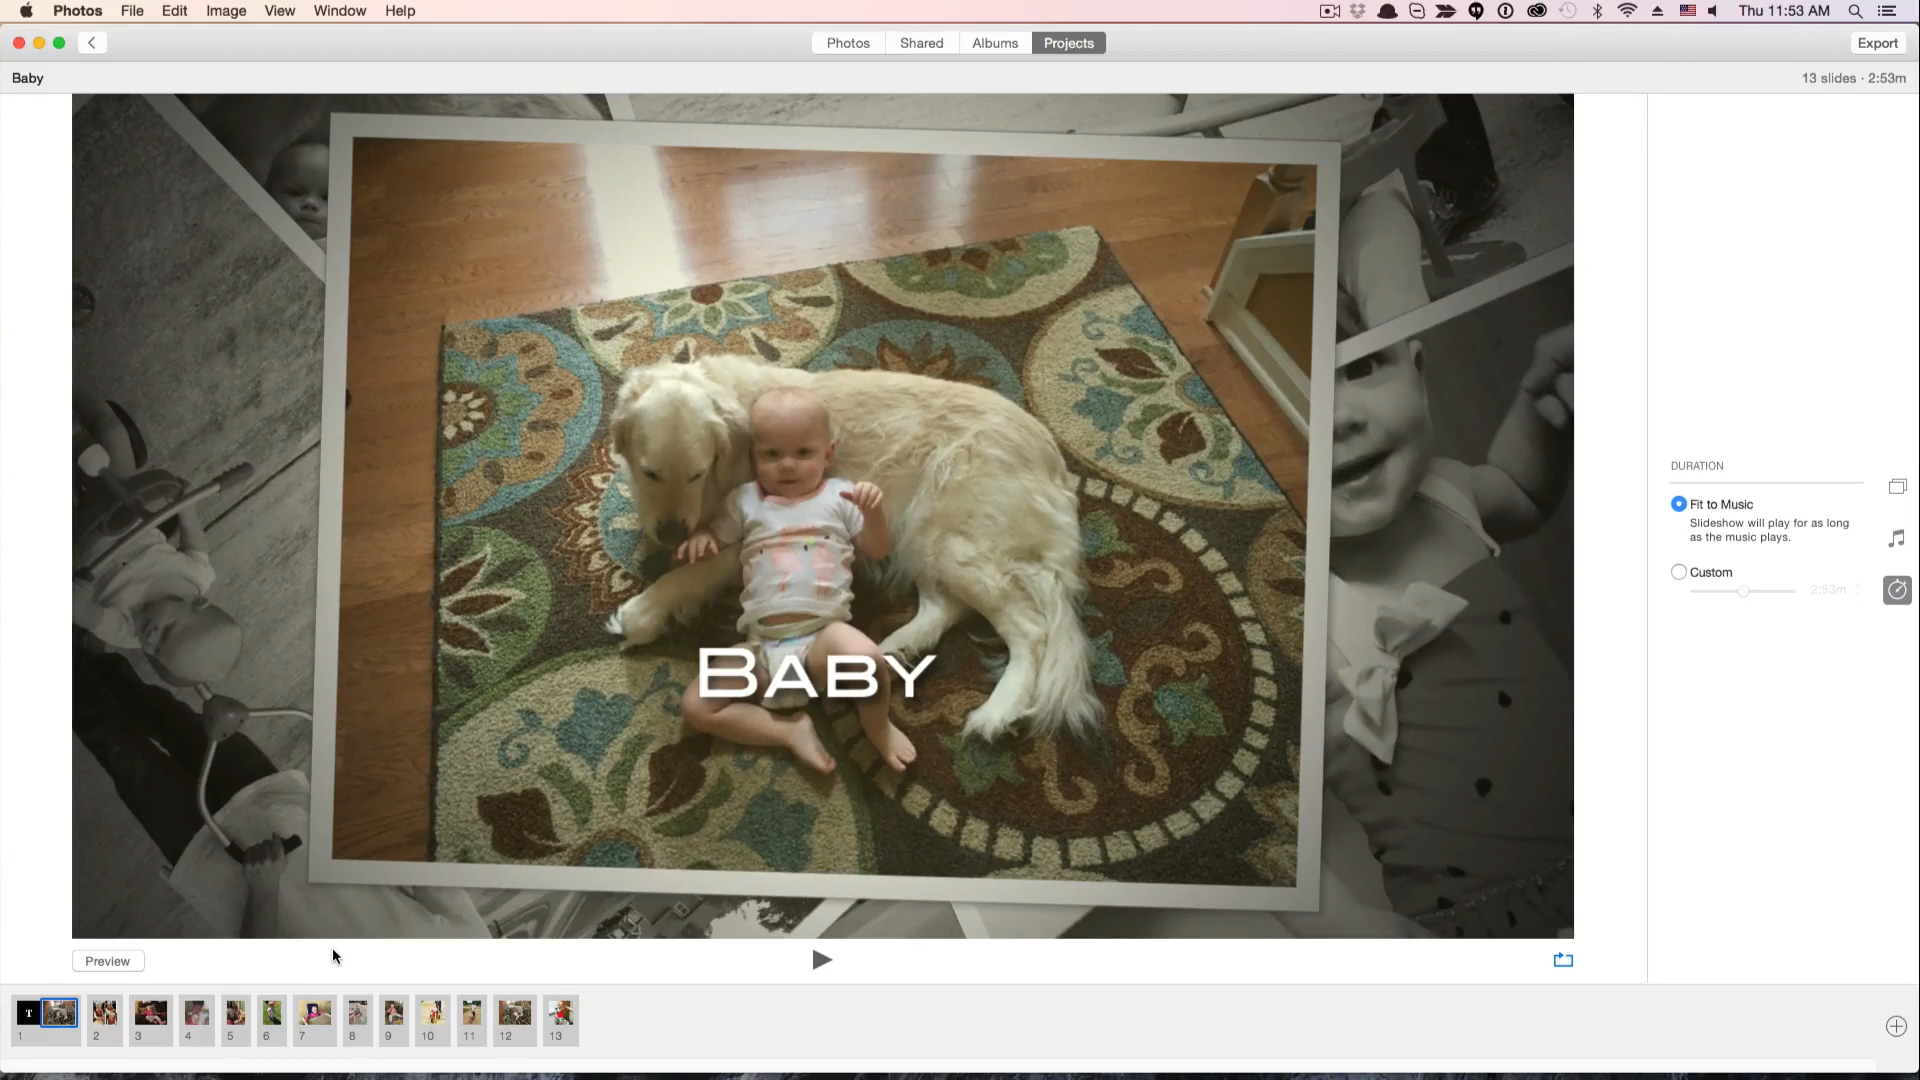 Photos File Edit Image View Window Help Thu 11:53 AM
Photos Shared Albums Projects Export
Baby 13 slides · 2:53m
DURATION
Fit to Music
Slideshow will play for as long
as the music plays.
Custom
2:53m
BABY
Preview
T
1 2 3 4 5 6 7 8 9 10 11 12 13